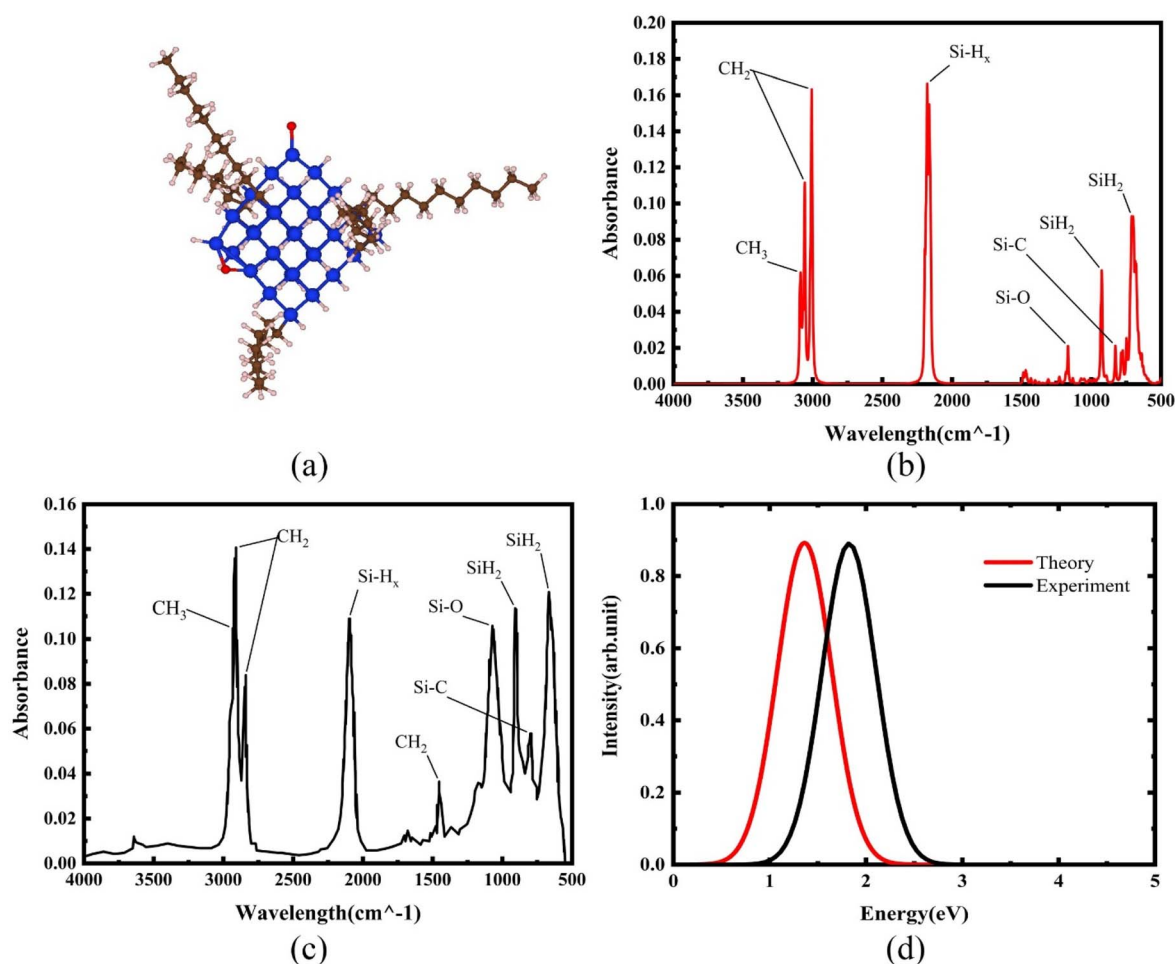 (a)
0.20
0.18
0.16
0.14
0.12
0.10
0.08
0.06
0.04
0.02
0.00
Absorbance
CH₂
Si-Hₓ
CH₃
SiH₂
SiH₂
Si-C
Si-O
4000 3500 3000 2500 2000 1500 1000 500
Wavelength(cm^-1)
(b)
0.16
0.14
0.12
0.10
0.08
0.06
0.04
0.02
0.00
Absorbance
CH₂
CH₃
Si-Hₓ
SiH₂
SiH₂
Si-O
Si-C
CH₂
4000 3500 3000 2500 2000 1500 1000 500
Wavelength(cm^-1)
(c)
1.0
0.8
0.6
0.4
0.2
0.0
Intensity(arb.unit)
Theory
Experiment
0 1 2 3 4 5
Energy(eV)
(d)